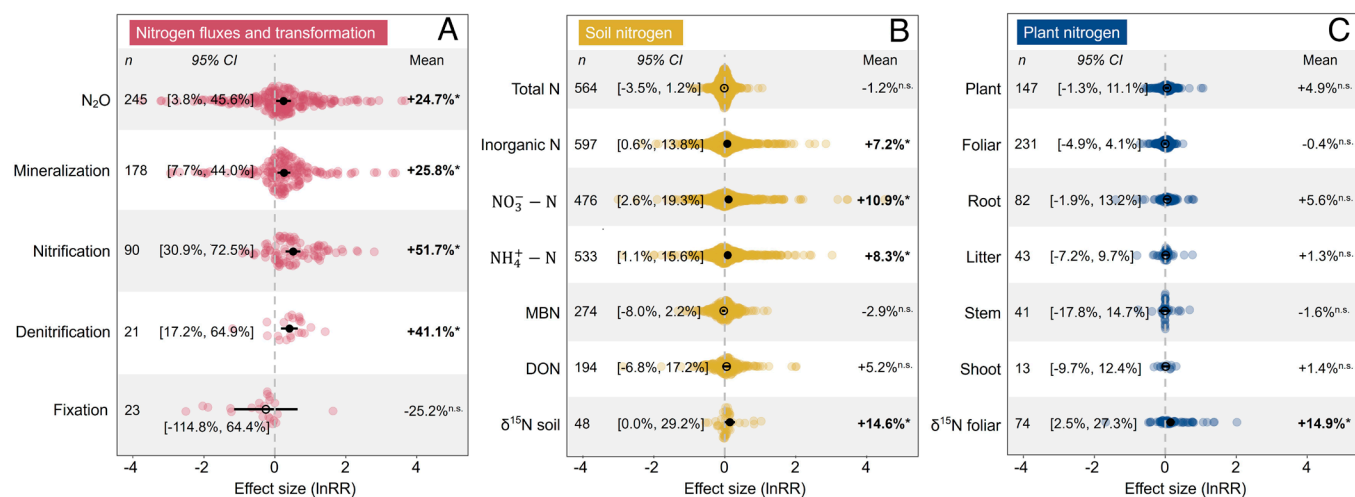 Nitrogen fluxes and transformation A
n 95% CI Mean
N₂O 245 [3.8%, 45.6%] +24.7%*
Mineralization 178 [7.7%, 44.0%] +25.8%*
Nitrification 90 [30.9%, 72.5%] +51.7%*
Denitrification 21 [17.2%, 64.9%] +41.1%*
Fixation 23 -25.2%n.s.
[-114.8%, 64.4%]
-4 -2 0 2 4
Effect size (lnRR)
Soil nitrogen B
n 95% CI Mean
Total N 564 [-3.5%, 1.2%] -1.2%n.s.
Inorganic N 597 [0.6%, 13.8%] +7.2%*
NO₃⁻ − N 476 [2.6%, 19.3%] +10.9%*
NH₄⁺ − N 533 [1.1%, 15.6%] +8.3%*
MBN 274 [-8.0%, 2.2%] -2.9%n.s.
DON 194 [-6.8%, 17.2%] +5.2%n.s.
δ¹⁵N soil 48 [0.0%, 29.2%] +14.6%*
-4 -2 0 2 4
Effect size (lnRR)
Plant nitrogen C
n 95% CI Mean
Plant 147 [-1.3%, 11.1%] +4.9%n.s.
Foliar 231 [-4.9%, 4.1%] -0.4%n.s.
Root 82 [-1.9%, 13.2%] +5.6%n.s.
Litter 43 [-7.2%, 9.7%] +1.3%n.s.
Stem 41 [-17.8%, 14.7%] -1.6%n.s.
Shoot 13 [-9.7%, 12.4%] +1.4%n.s.
δ¹⁵N foliar 74 [2.5%, 27.3%] +14.9%*
-4 -2 0 2 4
Effect size (lnRR)